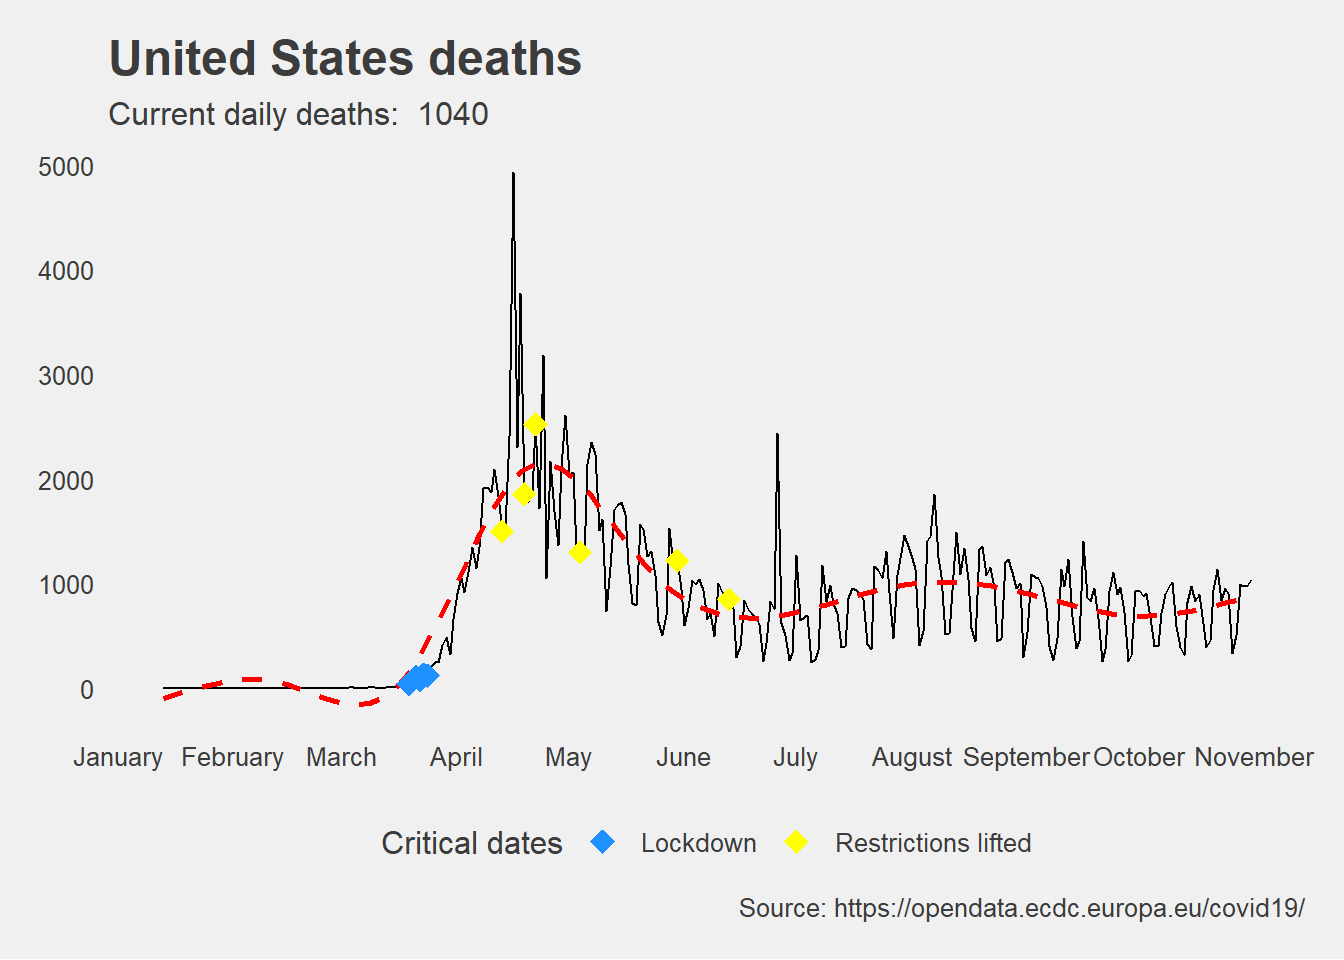 United States deaths
Current daily deaths:  1040
5000
4000
3000
2000
1000
0
January February March April May June July August September October November
Critical dates Lockdown Restrictions lifted
Source: https://opendata.ecdc.europa.eu/covid19/